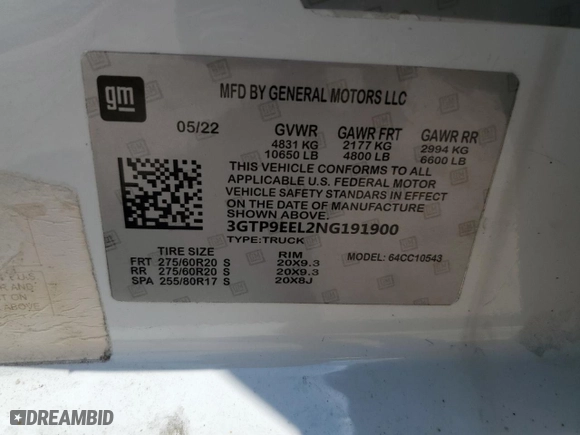 gm
MFD BY GENERAL MOTORS LLC
05/22 GVWR GAWR FRT GAWR RR
4831 KG 2177 KG 2994 KG
10650 LB 4800 LB 6600 LB
THIS VEHICLE CONFORMS TO ALL
APPLICABLE U.S. FEDERAL MOTOR
VEHICLE SAFETY STANDARDS IN EFFECT
ON THE DATE OF MANUFACTURE
SHOWN ABOVE.
3GTP9EEL2NG191900
TYPE:TRUCK
TIRE SIZE RIM MODEL: 64CC10543
FRT 275/60R20 S 20X9.3
RR 275/60R20 S 20X9.3
SPA 255/80R17 S 20X8J
AND
ABOVE
DREAMBID